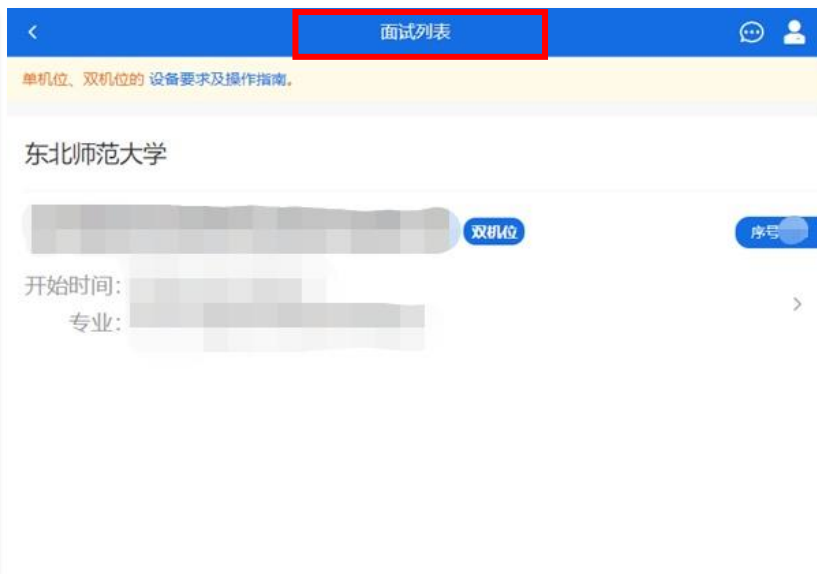 面试列表
单机位、双机位的 设备要求及操作指南。
东北师范大学
双机位 序号
开始时间：
专业：